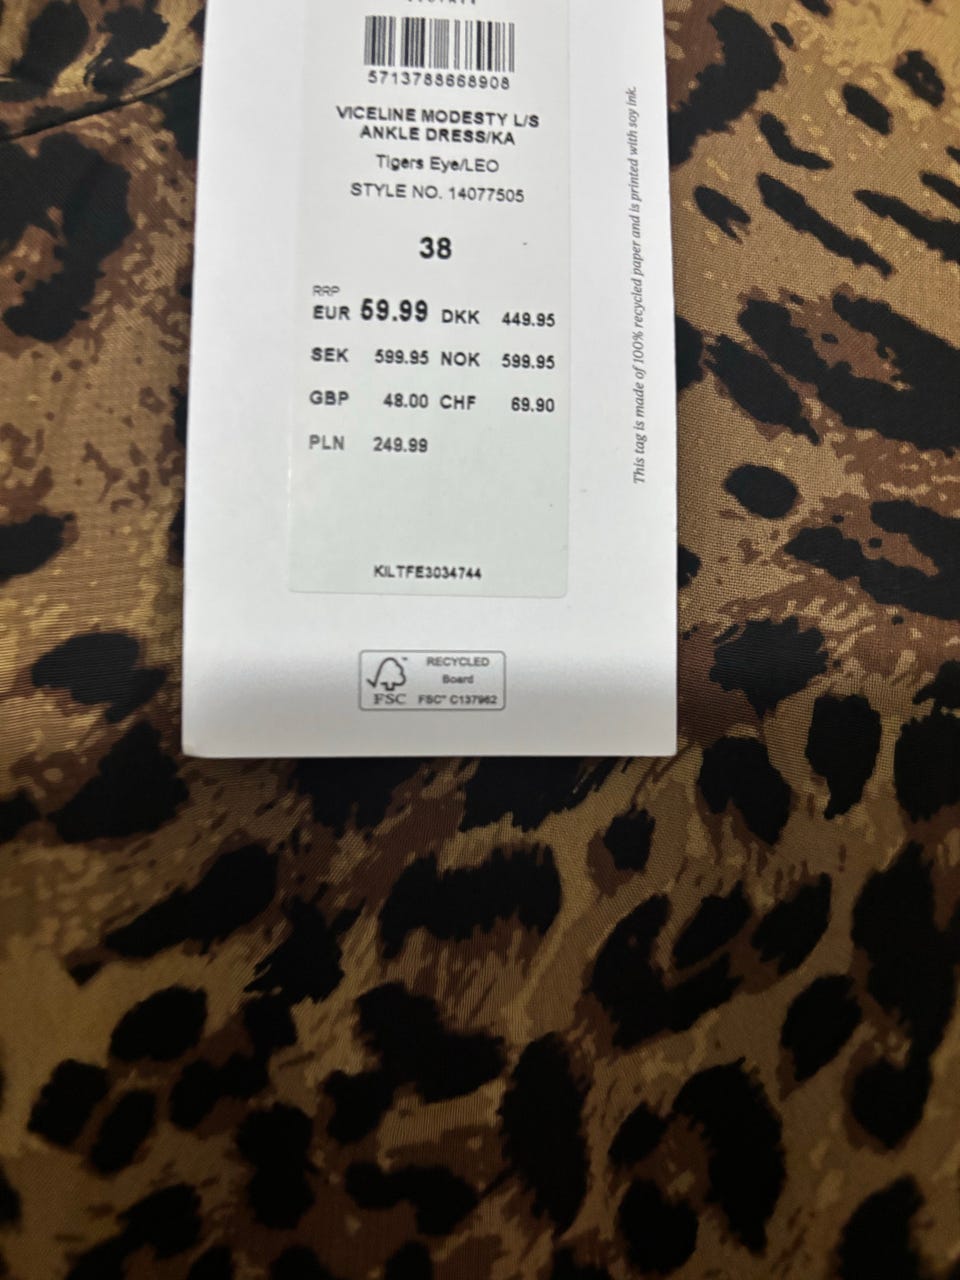 5713788668908
VICELINE MODESTY L/S
ANKLE DRESS/KA
Tigers Eye/LEO
STYLE NO. 14077505
38
RRP
EUR 59.99 DKK 449.95
SEK 599.95 NOK 599.95
GBP 48.00 CHF 69.90
PLN 249.99
KILTFE3034744
RECYCLED
Board
FSC FSC™ C137962
This tag is made of 100% recycled paper and is printed with soy ink.